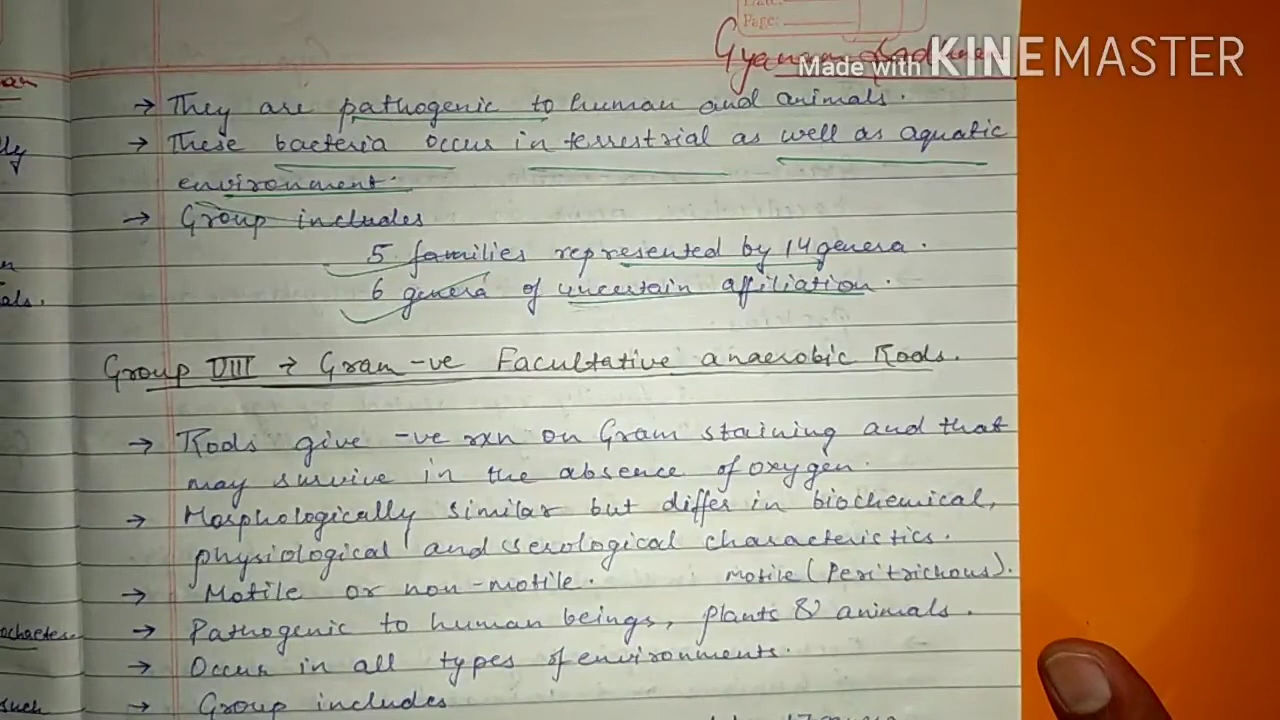 Page:
Gyanam
Made with KINEMASTER
→ They are pathogenic to human and animals.
→ These bacteria occur in terrestrial as well as aquatic
environment.
→ Group includes
5 families represented by 14 genera.
6 genera of uncertain affiliation.
Group VIII → Gram -ve Facultative anaerobic Rods.
→ Rods give -ve rxn on Gram staining and that
may survive in the absence of oxygen.
→ Morphologically similar but differ in biochemical,
physiological and serological characteristics.
→ Motile or non-motile. Motile (Peritrichous).
→ Pathogenic to human beings, plants & animals.
→ Occur in all types of environments.
such
→ Group includes